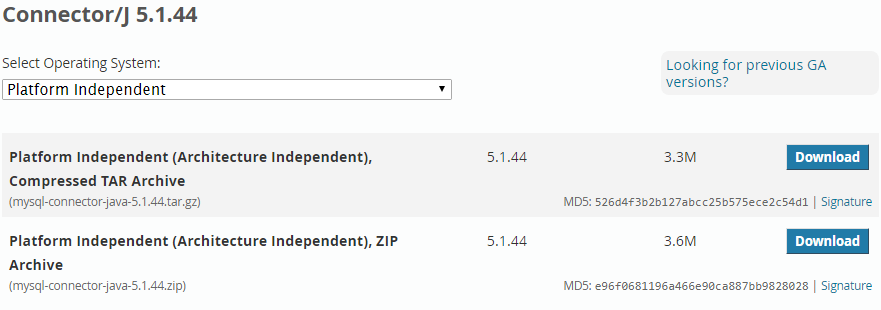 Connector/J 5.1.44
Select Operating System:
Looking for previous GA
versions?
Platform Independent
Platform Independent (Architecture Independent), 5.1.44 3.3M Download
Compressed TAR Archive
(mysql-connector-java-5.1.44.tar.gz) MD5: 526d4f3b2b127abcc25b575ece2c54d1 | Signature
Platform Independent (Architecture Independent), ZIP 5.1.44 3.6M Download
Archive
(mysql-connector-java-5.1.44.zip) MD5: e96f0681196a466e90ca887bb9828028 | Signature